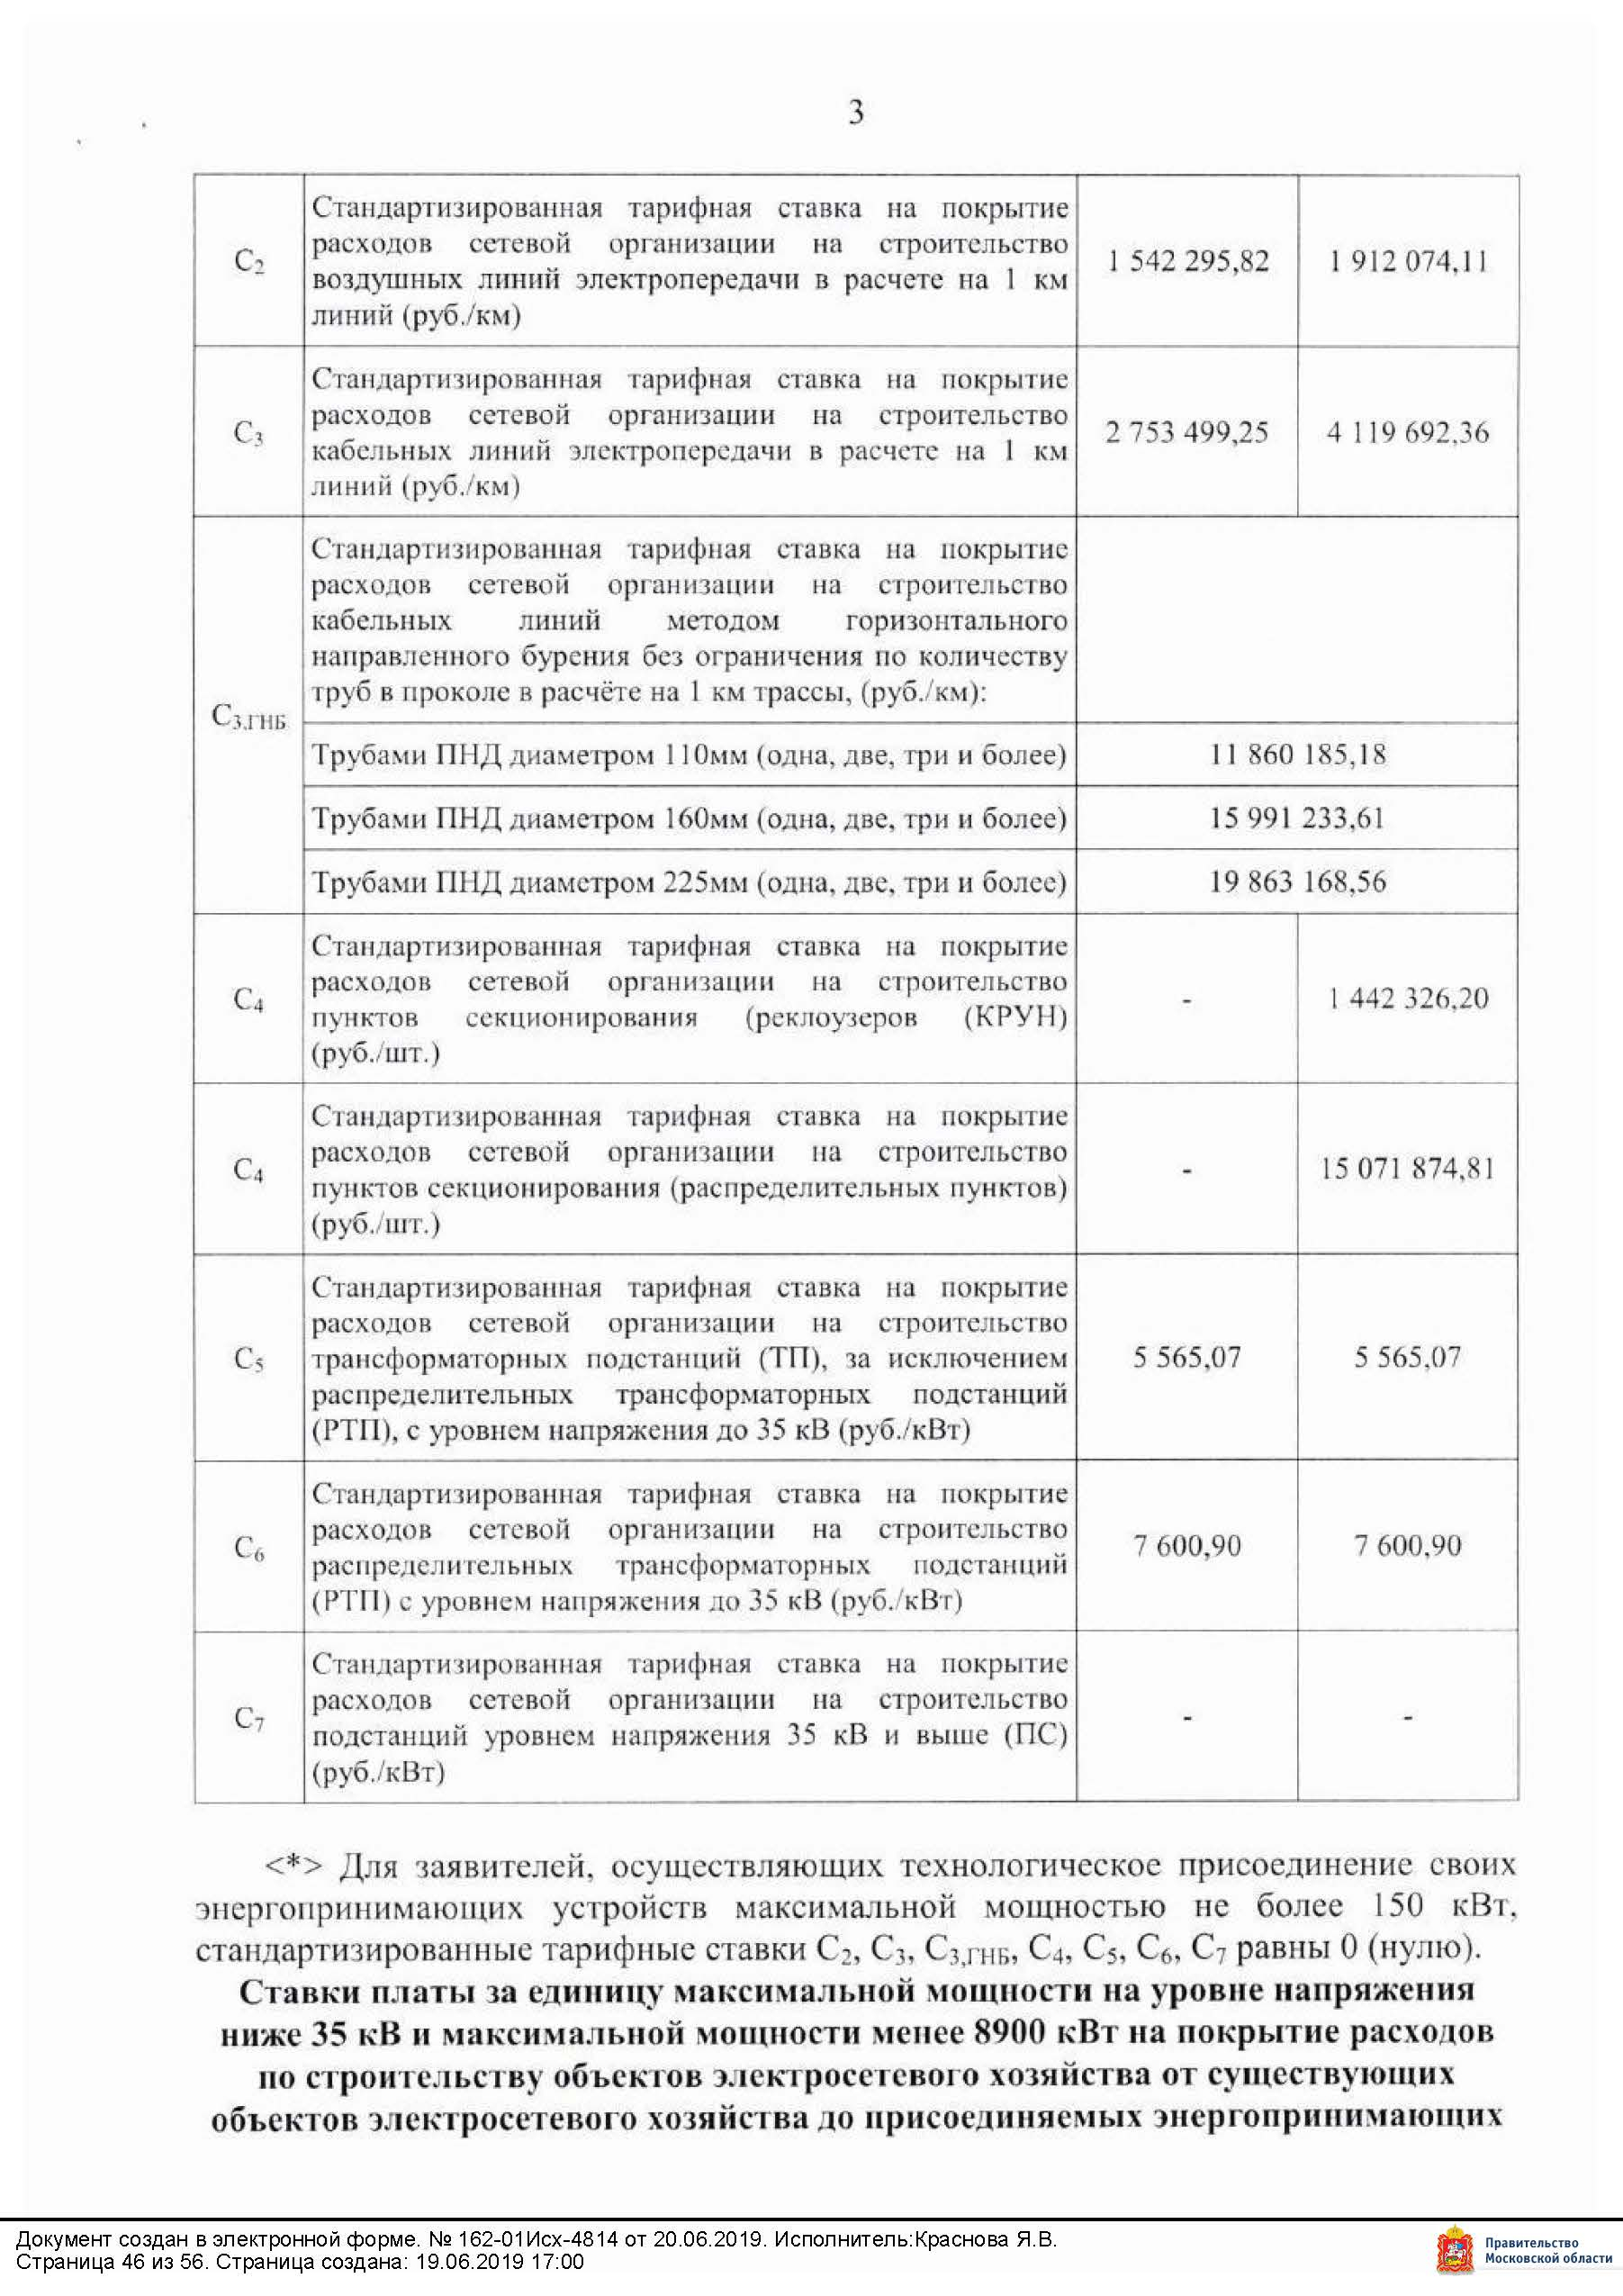 3
Стандартизированная тарифная ставка на покрытие
расходов сетевой организации на строительство
воздушных линий электропередачи в расчете на 1 км
линий (руб./км)
С2
1 542 295,82
1 912 074,11
Стандартизированная тарифная ставка на покрытие
расходов сетевой организации на строительство
кабельных линий электропередачи в расчете на 1 км
линий (руб./км)
С3
2 753 499,25
4 119 692,36
С3,ГНБ
Стандартизированная тарифная ставка на покрытие
расходов сетевой организации на строительство
кабельных линий методом горизонтального
направленного бурения без ограничения по количеству
труб в проколе в расчёте на 1 км трассы, (руб./км):
Трубами ПНД диаметром 110мм (одна, две, три и более)
11 860 185,18
Трубами ПНД диаметром 160мм (одна, две, три и более)
15 991 233,61
Трубами ПНД диаметром 225мм (одна, две, три и более)
19 863 168,56
С4
Стандартизированная тарифная ставка на покрытие
расходов сетевой организации на строительство
пунктов секционирования (реклоузеров (КРУН)
(руб./шт.)
-
1 442 326,20
С4
Стандартизированная тарифная ставка на покрытие
расходов сетевой организации на строительство
пунктов секционирования (распределительных пунктов)
(руб./шт.)
-
15 071 874,81
С5
Стандартизированная тарифная ставка на покрытие
расходов сетевой организации на строительство
трансформаторных подстанций (ТП), за исключением
распределительных трансформаторных подстанций
(РТП), с уровнем напряжения до 35 кВ (руб./кВт)
5 565,07
5 565,07
С6
Стандартизированная тарифная ставка на покрытие
расходов сетевой организации на строительство
распределительных трансформаторных подстанций
(РТП) с уровнем напряжения до 35 кВ (руб./кВт)
7 600,90
7 600,90
С7
Стандартизированная тарифная ставка на покрытие
расходов сетевой организации на строительство
подстанций уровнем напряжения 35 кВ и выше (ПС)
(руб./кВт)
-
-
<*> Для заявителей, осуществляющих технологическое присоединение своих
энергопринимающих устройств максимальной мощностью не более 150 кВт,
стандартизированные тарифные ставки С2, С3, С3,ГНБ, С4, С5, С6, С7 равны 0 (нулю).
Ставки платы за единицу максимальной мощности на уровне напряжения
ниже 35 кВ и максимальной мощности менее 8900 кВт на покрытие расходов
по строительству объектов электросетевого хозяйства от существующих
объектов электросетевого хозяйства до присоединяемых энергопринимающих
Документ создан в электронной форме. № 162-01Исх-4814 от 20.06.2019. Исполнитель:Краснова Я.В.
Страница 46 из 56. Страница создана: 19.06.2019 17:00
Правительство
Московской области